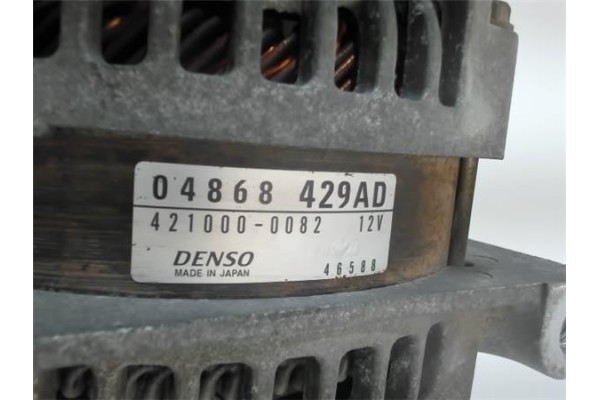 04868 429AD
421000-0082 12V
DENSO
MADE IN JAPAN 46588